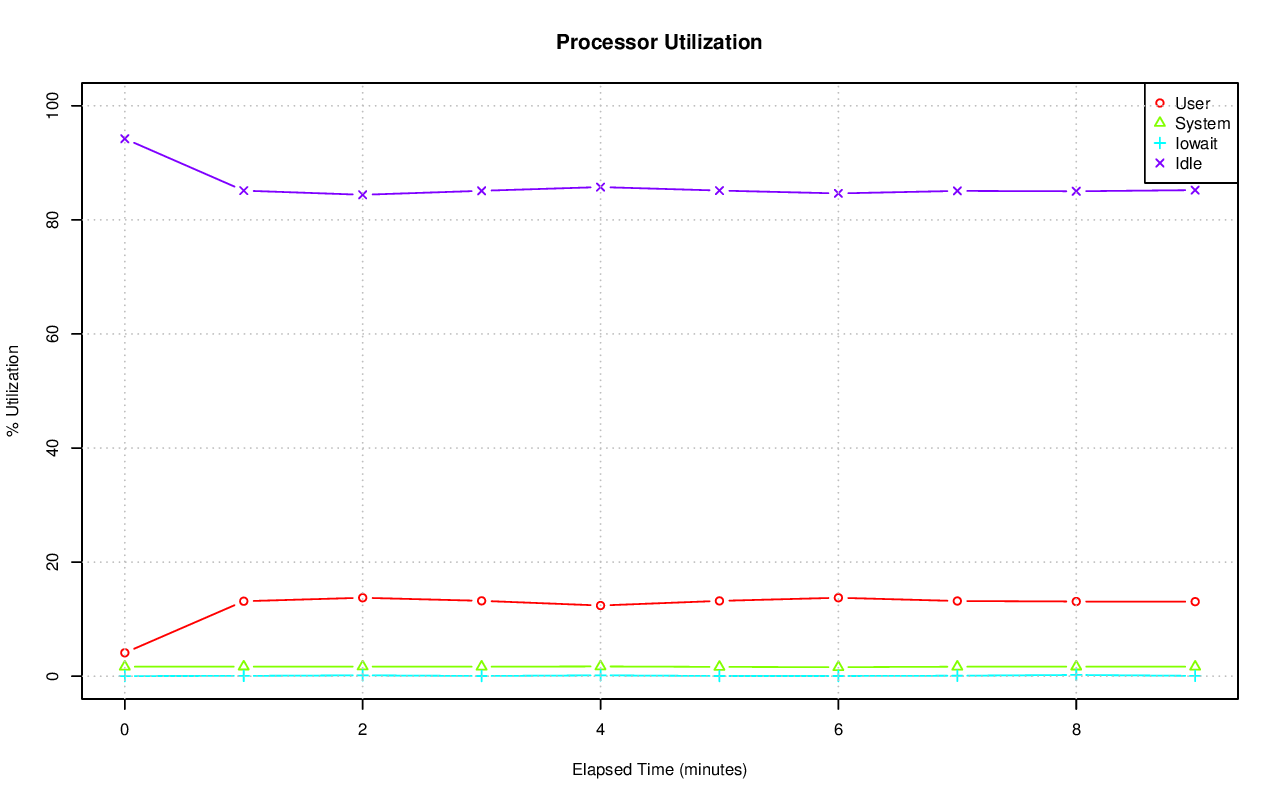 Processor Utilization
User
System
Iowait
Idle
100
80
60
40
20
0
% Utilization
0 2 4 6 8
Elapsed Time (minutes)